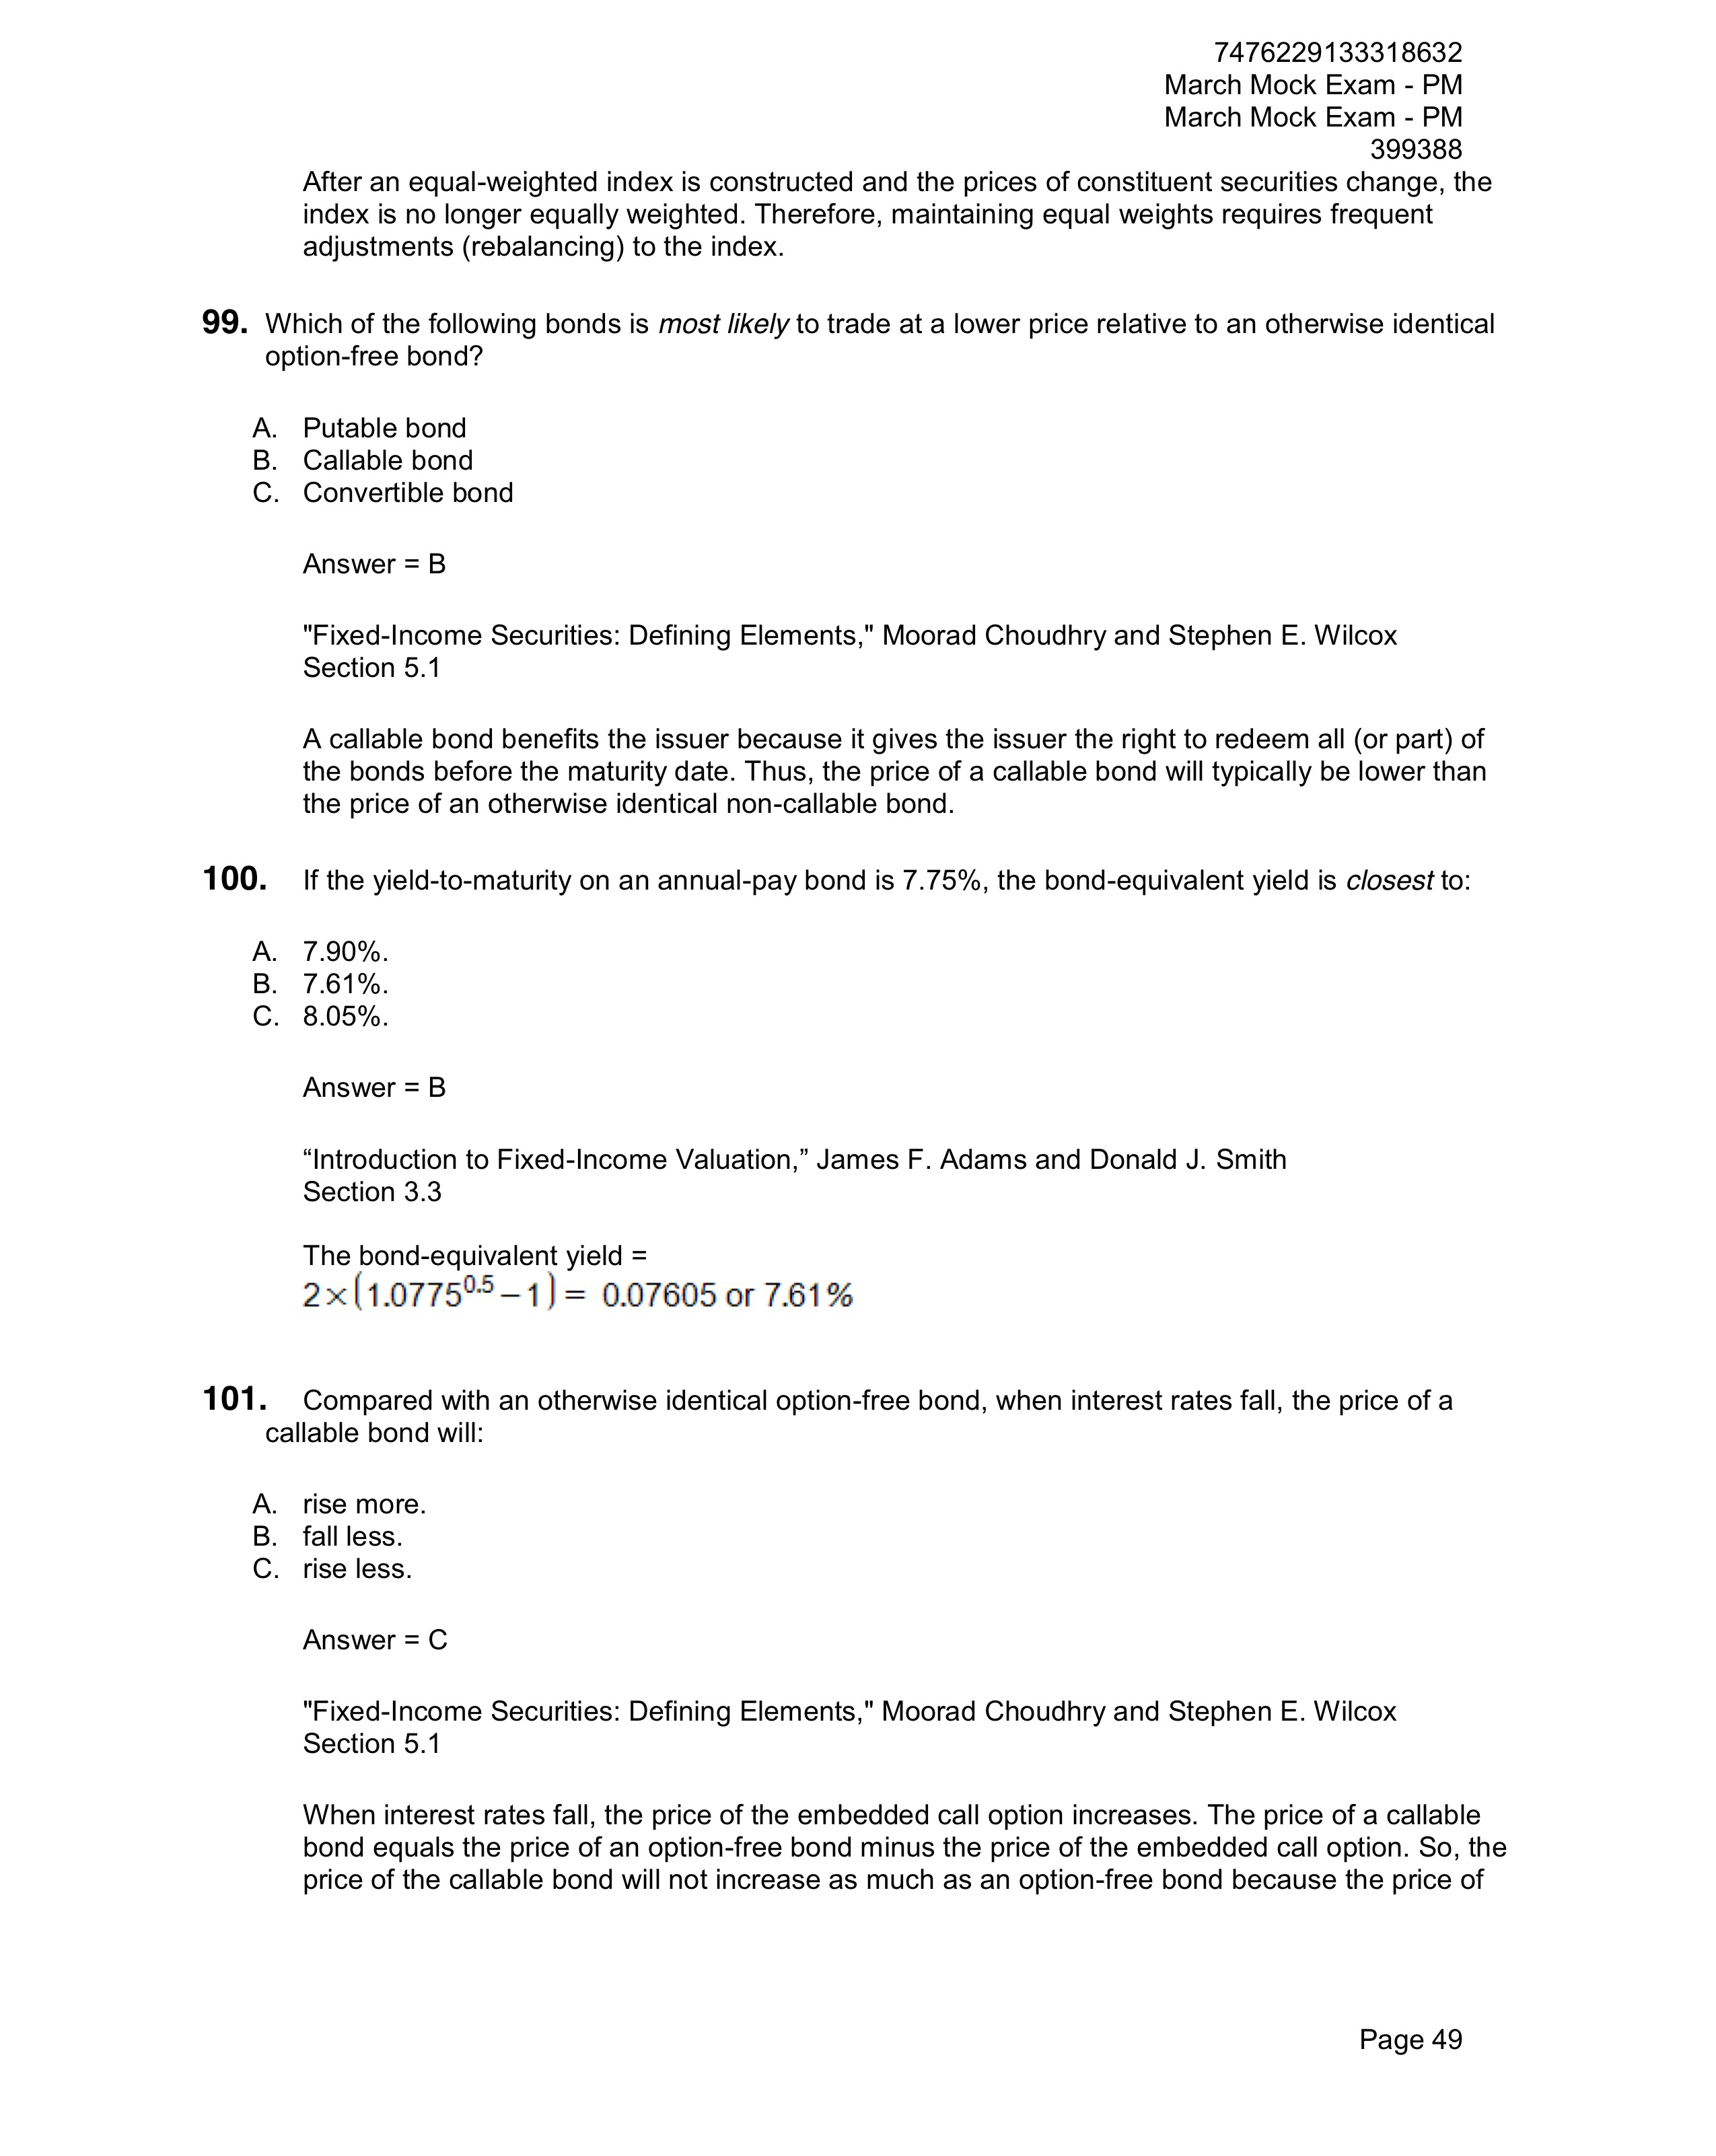 7476229133318632
March Mock Exam - PM
March Mock Exam - PM
399388
After an equal-weighted index is constructed and the prices of constituent securities change, the
index is no longer equally weighted. Therefore, maintaining equal weights requires frequent
adjustments (rebalancing) to the index.
99. Which of the following bonds is most likely to trade at a lower price relative to an otherwise identical
option-free bond?
A. Putable bond
B. Callable bond
C. Convertible bond
Answer = B
"Fixed-Income Securities: Defining Elements," Moorad Choudhry and Stephen E. Wilcox
Section 5.1
A callable bond benefits the issuer because it gives the issuer the right to redeem all (or part) of
the bonds before the maturity date. Thus, the price of a callable bond will typically be lower than
the price of an otherwise identical non-callable bond.
100. If the yield-to-maturity on an annual-pay bond is 7.75%, the bond-equivalent yield is closest to:
A. 7.90%.
B. 7.61%.
C. 8.05%.
Answer = B
“Introduction to Fixed-Income Valuation,” James F. Adams and Donald J. Smith
Section 3.3
The bond-equivalent yield =
2×(1.0775^0.5 – 1) = 0.07605 or 7.61%
101. Compared with an otherwise identical option-free bond, when interest rates fall, the price of a
callable bond will:
A. rise more.
B. fall less.
C. rise less.
Answer = C
"Fixed-Income Securities: Defining Elements," Moorad Choudhry and Stephen E. Wilcox
Section 5.1
When interest rates fall, the price of the embedded call option increases. The price of a callable
bond equals the price of an option-free bond minus the price of the embedded call option. So, the
price of the callable bond will not increase as much as an option-free bond because the price of
Page 49